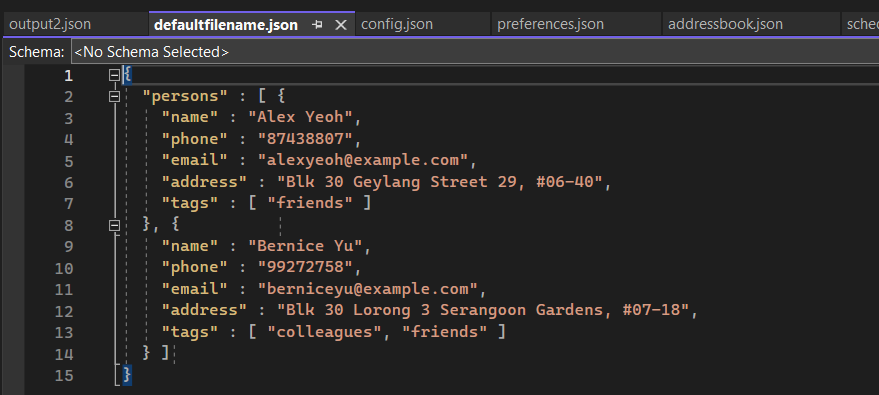 output2.json defaultfilename.json config.json preferences.json addressbook.json sche
Schema: <No Schema Selected>
1 {
2 "persons" : [ {
3 "name" : "Alex Yeoh",
4 "phone" : "87438807",
5 "email" : "alexyeoh@example.com",
6 "address" : "Blk 30 Geylang Street 29, #06-40",
7 "tags" : [ "friends" ]
8 }, {
9 "name" : "Bernice Yu",
10 "phone" : "99272758",
11 "email" : "berniceyu@example.com",
12 "address" : "Blk 30 Lorong 3 Serangoon Gardens, #07-18",
13 "tags" : [ "colleagues", "friends" ]
14 } ]
15 }